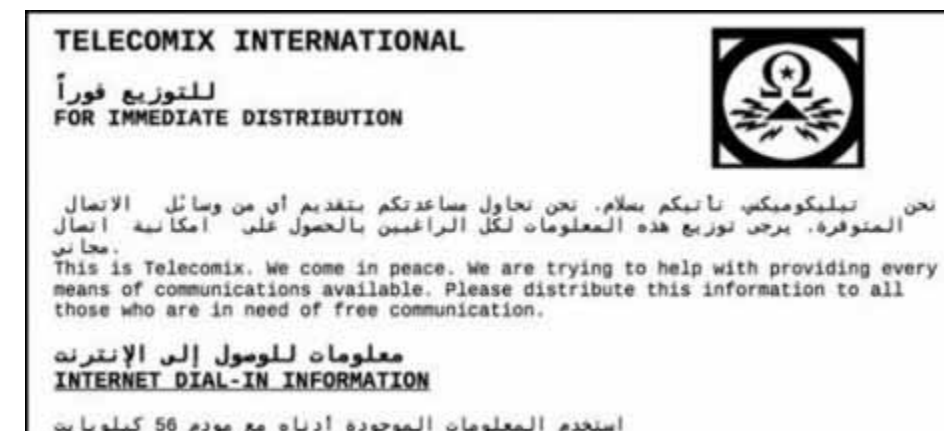 TELECOMIX INTERNATIONAL
للتوزيع فوراً
FOR IMMEDIATE DISTRIBUTION
نحن تيليكوميكس نأتيكم بسلام. نحن نحاول مساعدتكم بتقديم أي من وسائل الاتصال
المتوفرة. يرجى توزيع هذه المعلومات لكل الراغبين بالحصول على امكانية اتصال
مجاني.
This is Telecomix. We come in peace. We are trying to help with providing every
means of communications available. Please distribute this information to all
those who are in need of free communication.
معلومات للوصول إلى الإنترنت
INTERNET DIAL-IN INFORMATION
استخدم المعلومات الموجودة أدناه مع مودم 56 كيلوبايت